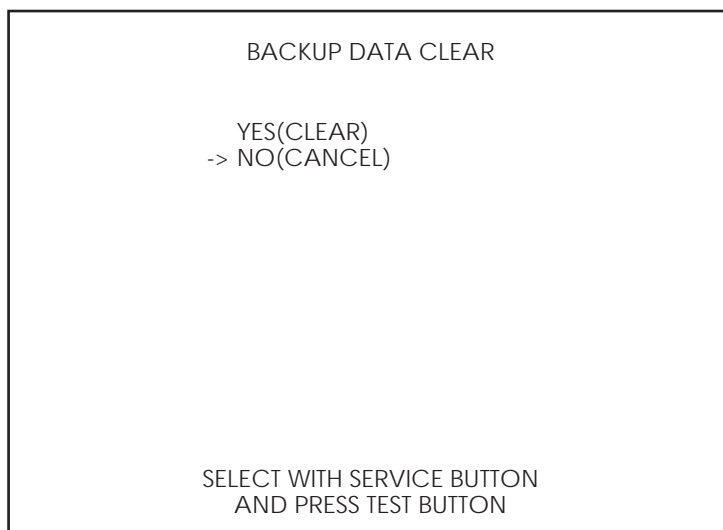 BACKUP DATA CLEAR
YES(CLEAR)
-> NO(CANCEL)
SELECT WITH SERVICE BUTTON
AND PRESS TEST BUTTON